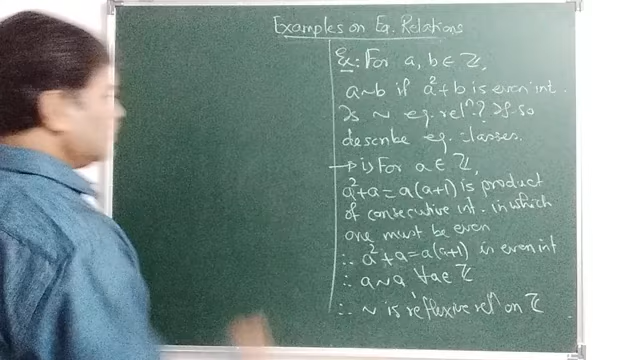 Examples on Eq. Relations
Ex: For a, b ∈ ℤ,
a~b if a²+b is even int.
Is ~ eq. relⁿ? If so
describe eq. classes.
→ i) For a ∈ ℤ,
a²+a = a(a+1) is product
of consecutive int. in which
one must be even
∴ a²+a = a(a+1) is even int
∴ a~a ∀a∈ ℤ
∴ ~ is reflexive relⁿ on ℤ